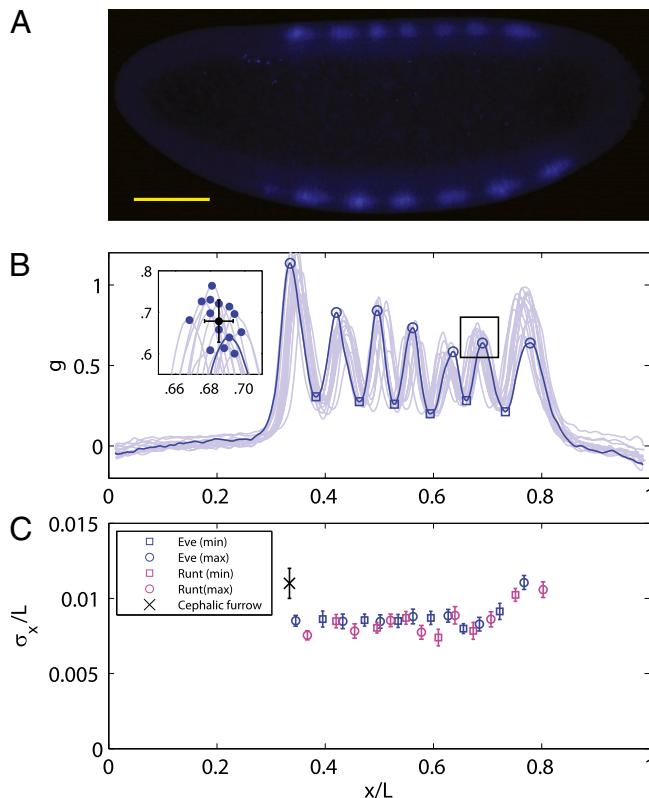 A
B
1
0.5
0
g
.8
.7
.6
.66
.68
.70
0
0.2
0.4
0.6
0.8
1
C
0.015
0.01
0.005
0
σx/L
Eve (min)
Eve (max)
Runt (min)
Runt(max)
Cephalic furrow
0
0.2
0.4
0.6
0.8
1
x/L